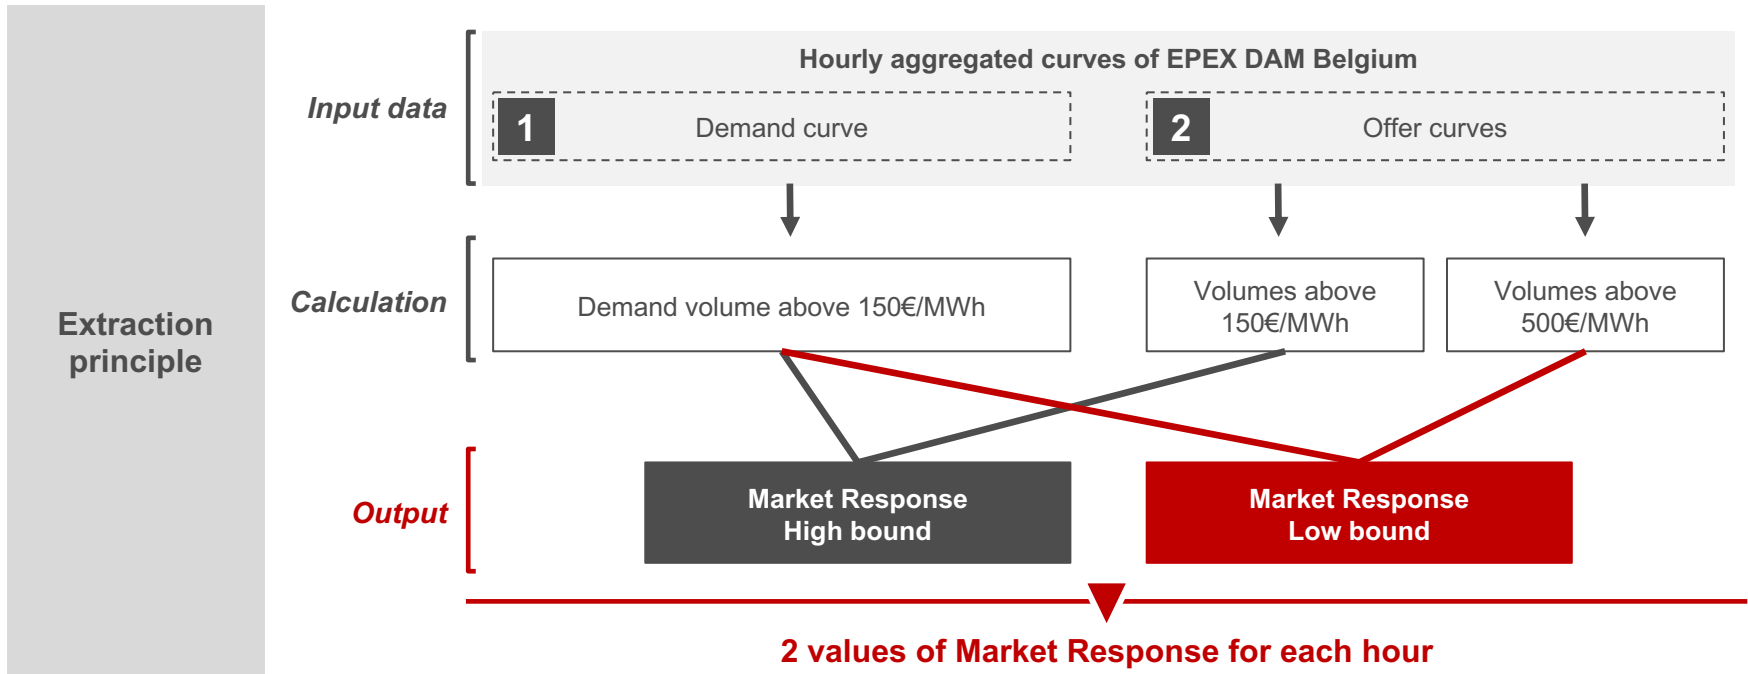 Extraction
principle
Input data
Hourly aggregated curves of EPEX DAM Belgium
1
Demand curve
2
Offer curves
Calculation
Demand volume above 150€/MWh
Volumes above
150€/MWh
Volumes above
500€/MWh
Output
Market Response
High bound
Market Response
Low bound
2 values of Market Response for each hour